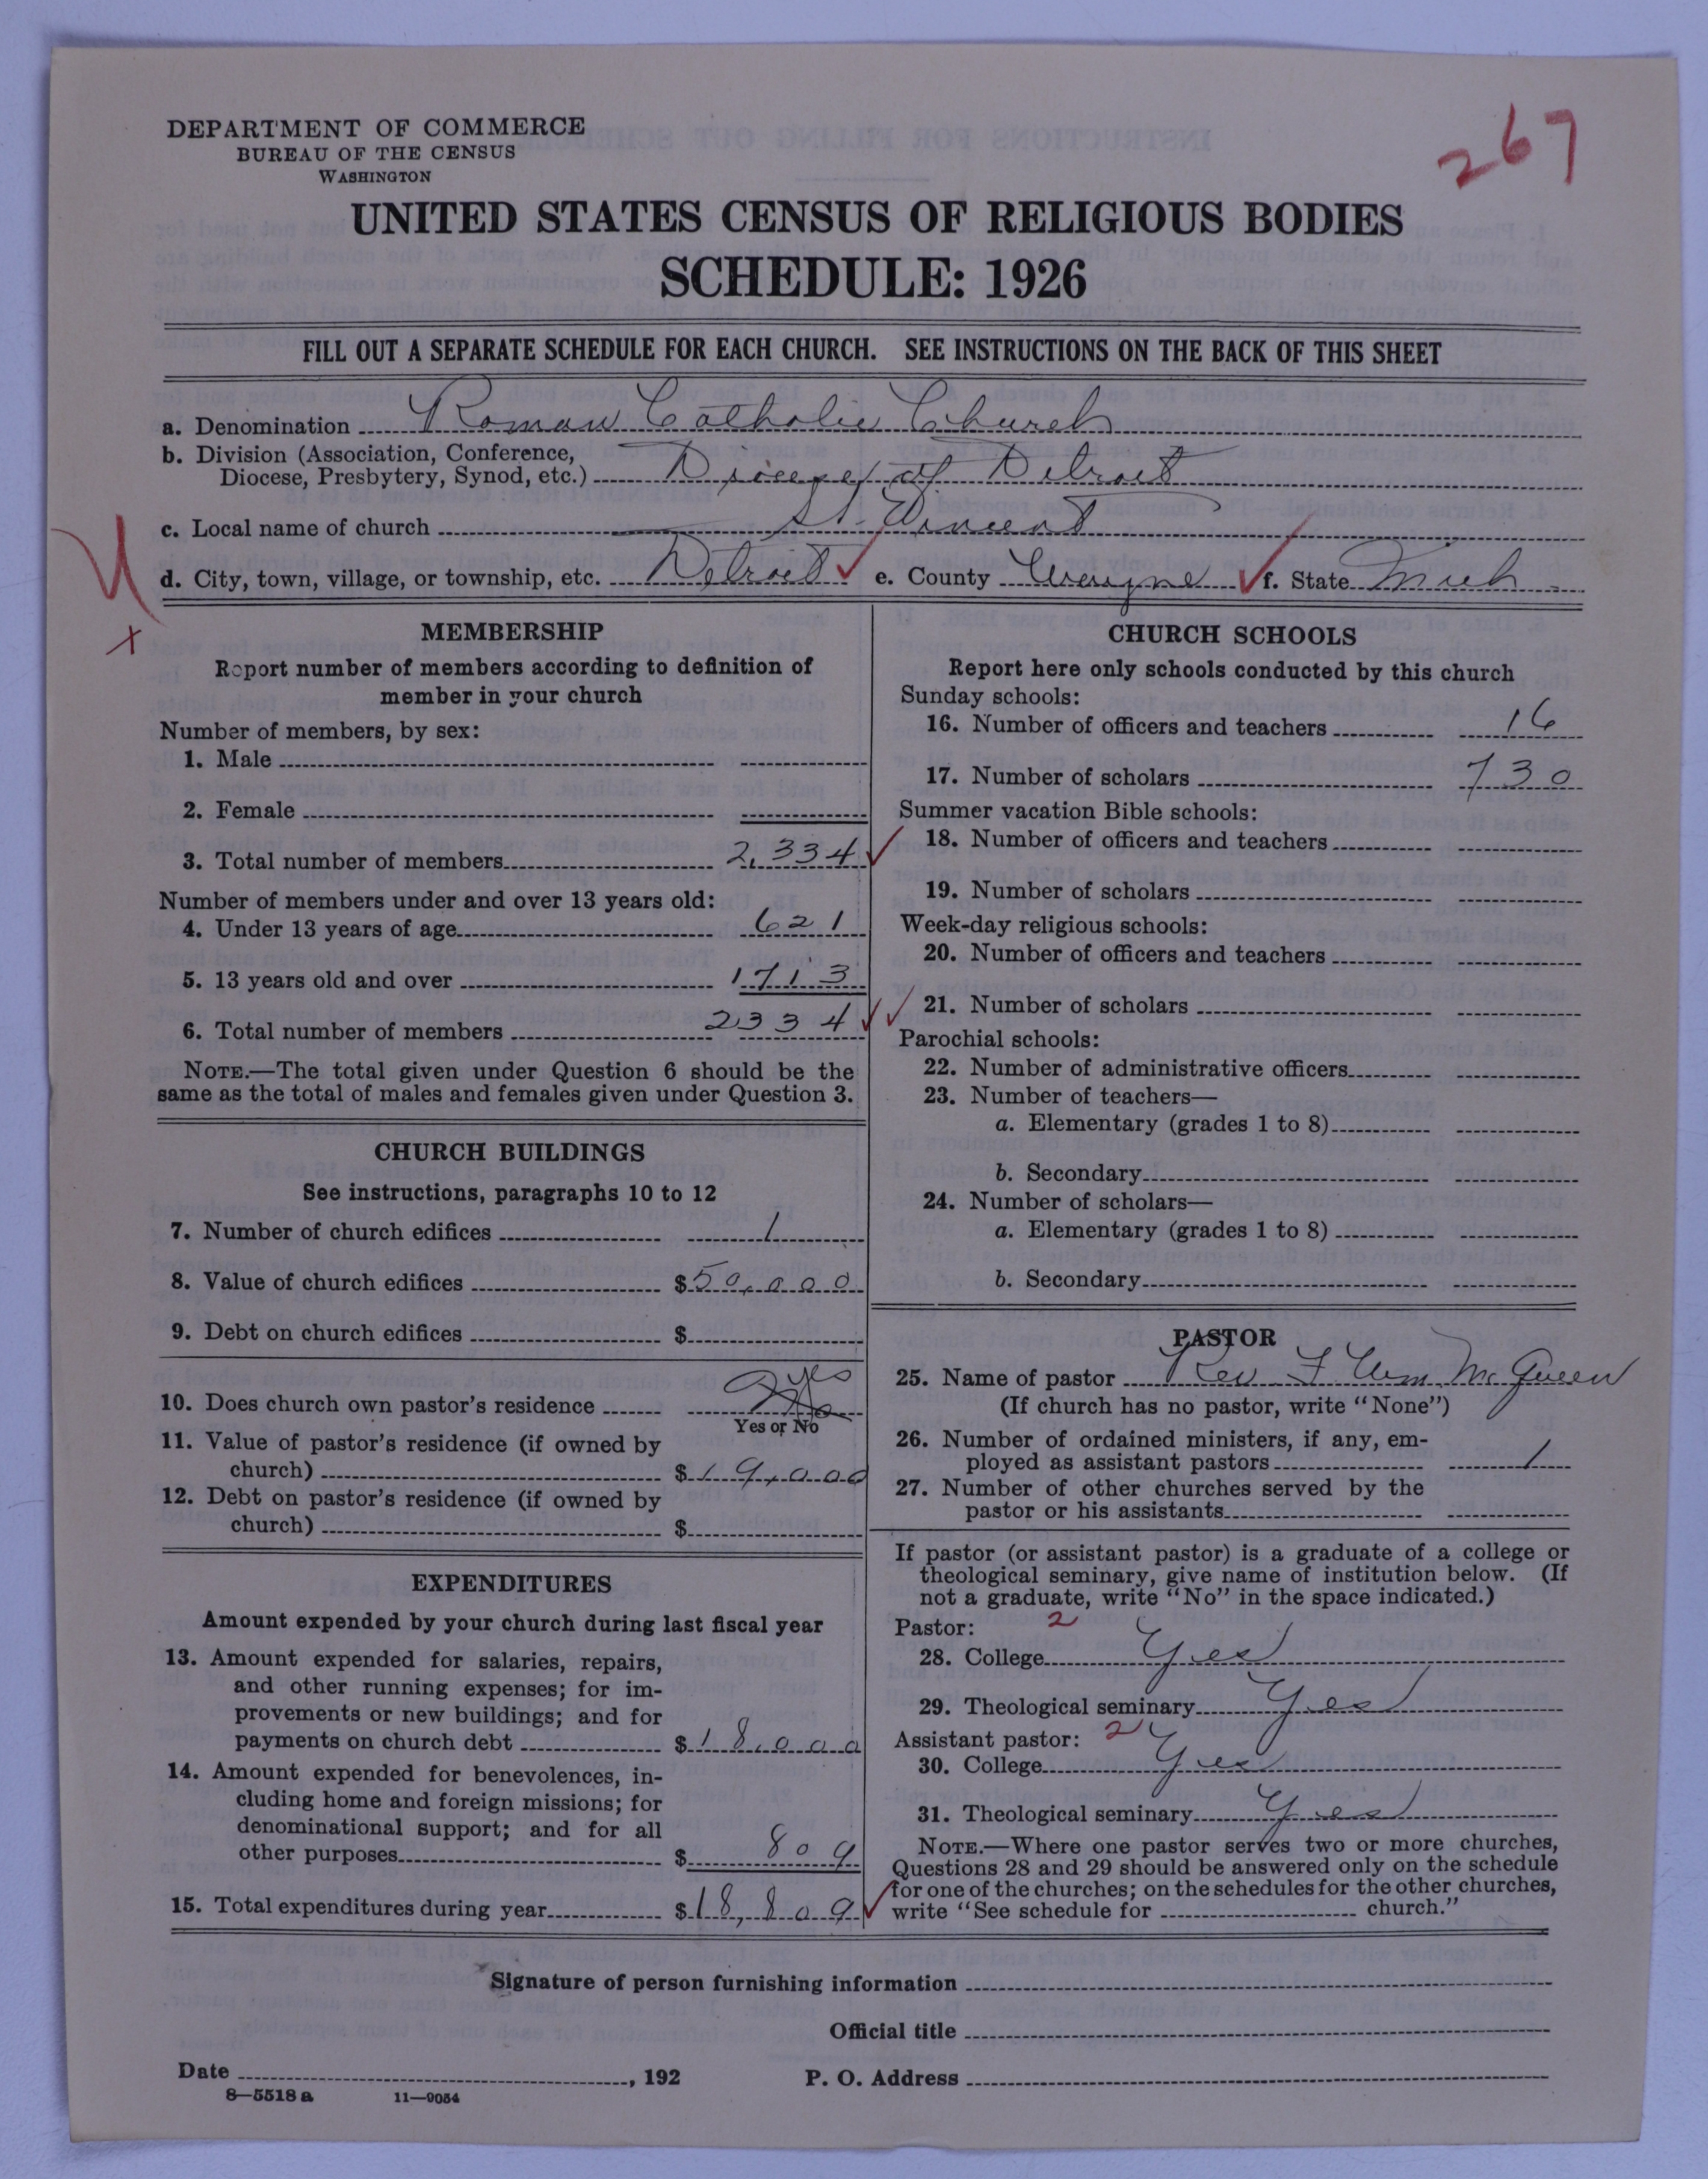 267
DEPARTMENT OF COMMERCE
BUREAU OF THE CENSUS
WASHINGTON
UNITED STATES CENSUS OF RELIGIOUS BODIES
SCHEDULE: 1926
FILL OUT A SEPARATE SCHEDULE FOR EACH CHURCH. SEE INSTRUCTIONS ON THE BACK OF THIS SHEET
a. Denomination Roman Catholic Church
b. Division (Association, Conference,
Diocese, Presbytery, Synod, etc.) Diocese of Detroit
c. Local name of church St. Vincent
d. City, town, village, or township, etc. Detroit e. County Wayne f. State Mich.
MEMBERSHIP
Report number of members according to definition of
member in your church
Number of members, by sex:
1. Male
2. Female
3. Total number of members 2,334
Number of members under and over 13 years old:
4. Under 13 years of age 621
5. 13 years old and over 1713
6. Total number of members 2334
NOTE.—The total given under Question 6 should be the
same as the total of males and females given under Question 3.
CHURCH BUILDINGS
See instructions, paragraphs 10 to 12
7. Number of church edifices 1
8. Value of church edifices $50,000
9. Debt on church edifices $
10. Does church own pastor's residence yes
Yes or No
11. Value of pastor's residence (if owned by
church) $19,000
12. Debt on pastor's residence (if owned by
church) $
EXPENDITURES
Amount expended by your church during last fiscal year
13. Amount expended for salaries, repairs,
and other running expenses; for im-
provements or new buildings; and for
payments on church debt $18,000
14. Amount expended for benevolences, in-
cluding home and foreign missions; for
denominational support; and for all
other purposes $ 809
15. Total expenditures during year $18,809
CHURCH SCHOOLS
Report here only schools conducted by this church
Sunday schools:
16. Number of officers and teachers 16
17. Number of scholars 730
Summer vacation Bible schools:
18. Number of officers and teachers
19. Number of scholars
Week-day religious schools:
20. Number of officers and teachers
21. Number of scholars
Parochial schools:
22. Number of administrative officers
23. Number of teachers—
a. Elementary (grades 1 to 8)
b. Secondary
24. Number of scholars—
a. Elementary (grades 1 to 8)
b. Secondary
PASTOR
25. Name of pastor Rev F. Wm McQueen
(If church has no pastor, write "None")
26. Number of ordained ministers, if any, em-
ployed as assistant pastors 1
27. Number of other churches served by the
pastor or his assistants
If pastor (or assistant pastor) is a graduate of a college or
theological seminary, give name of institution below. (If
not a graduate, write "No" in the space indicated.)
Pastor: 2
28. College Yes
29. Theological seminary Yes
Assistant pastor: 2
30. College Yes
31. Theological seminary Yes
NOTE.—Where one pastor serves two or more churches,
Questions 28 and 29 should be answered only on the schedule
for one of the churches; on the schedules for the other churches,
write "See schedule for church."
Signature of person furnishing information
Official title
Date , 192 P. O. Address
8—5518 a 11—9054